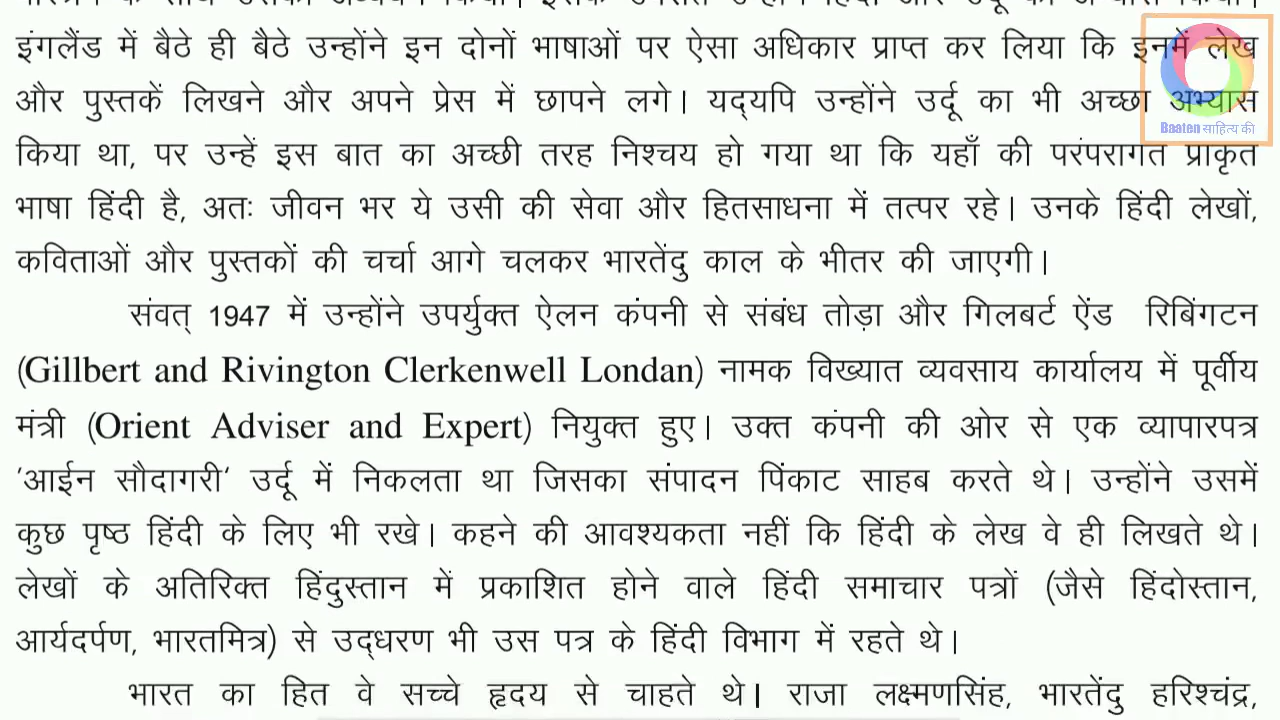 इंगलैंड में बैठे ही बैठे उन्होंने इन दोनों भाषाओं पर ऐसा अधिकार प्राप्त कर लिया कि इनमें लेख
और पुस्तकें लिखने और अपने प्रेस में छापने लगे। यद्यपि उन्होंने उर्दू का भी अच्छा अभ्यास
किया था, पर उन्हें इस बात का अच्छी तरह निश्चय हो गया था कि यहाँ की परंपरागत प्राकृत
भाषा हिंदी है, अतः जीवन भर ये उसी की सेवा और हितसाधना में तत्पर रहे। उनके हिंदी लेखों,
कविताओं और पुस्तकों की चर्चा आगे चलकर भारतेंदु काल के भीतर की जाएगी।
संवत् 1947 में उन्होंने उपर्युक्त ऐलन कंपनी से संबंध तोड़ा और गिलबर्ट ऐंड रिबिंगटन
(Gillbert and Rivington Clerkenwell Londan) नामक विख्यात व्यवसाय कार्यालय में पूर्वीय
मंत्री (Orient Adviser and Expert) नियुक्त हुए। उक्त कंपनी की ओर से एक व्यापारपत्र
'आईन सौदागरी' उर्दू में निकलता था जिसका संपादन पिंकाट साहब करते थे। उन्होंने उसमें
कुछ पृष्ठ हिंदी के लिए भी रखे। कहने की आवश्यकता नहीं कि हिंदी के लेख वे ही लिखते थे।
लेखों के अतिरिक्त हिंदुस्तान में प्रकाशित होने वाले हिंदी समाचार पत्रों (जैसे हिंदोस्तान,
आर्यदर्पण, भारतमित्र) से उद्धरण भी उस पत्र के हिंदी विभाग में रहते थे।
भारत का हित वे सच्चे हृदय से चाहते थे। राजा लक्ष्मणसिंह, भारतेंदु हरिश्चंद्र,
Baaten साहित्य की